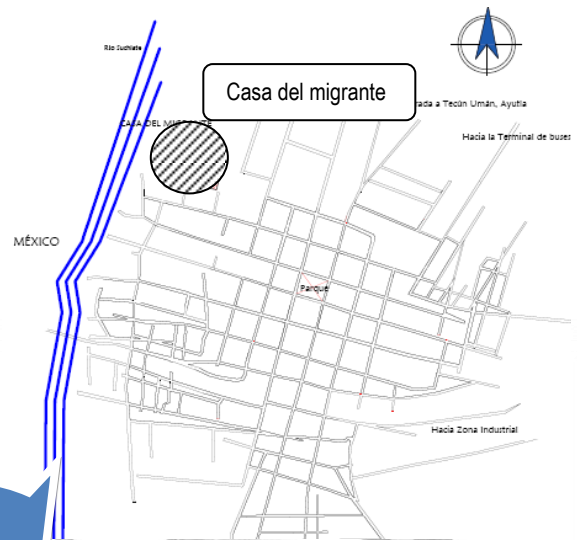 Río Suchiate
Casa del migrante
rada a Tecún Umán, Ayutla
CASA DEL MIGRANTE
Hacia la Terminal de buses
MÉXICO
Parque
Hacia Zona Industrial